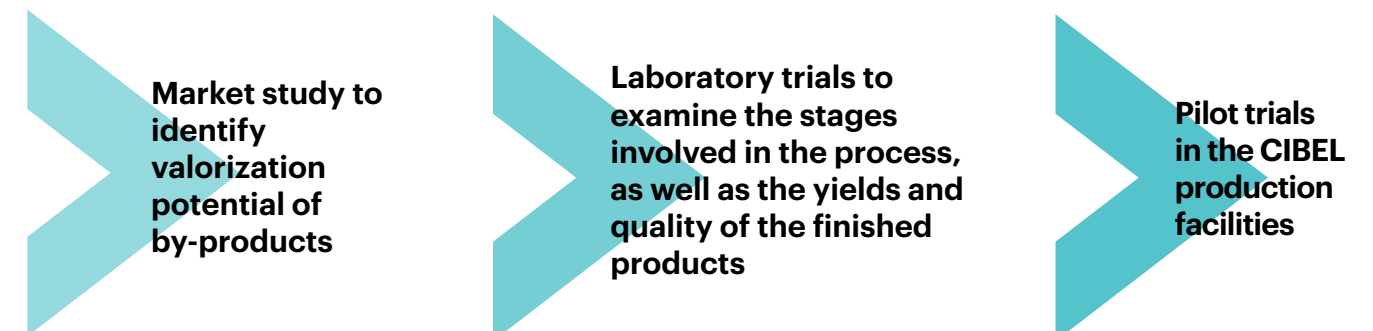 Market study to
identify
valorization
potential of
by-products
Laboratory trials to
examine the stages
involved in the process,
as well as the yields and
quality of the finished
products
Pilot trials
in the CIBEL
production
facilities